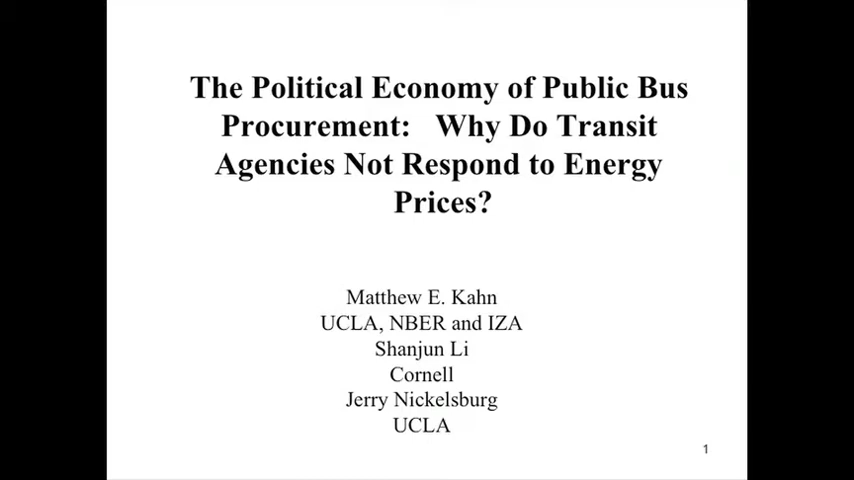 The Political Economy of Public Bus
Procurement: Why Do Transit
Agencies Not Respond to Energy
Prices?
Matthew E. Kahn
UCLA, NBER and IZA
Shanjun Li
Cornell
Jerry Nickelsburg
UCLA
1